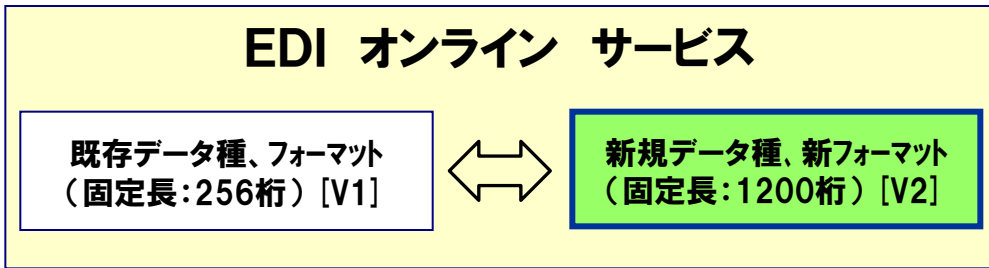 EDI オンライン サービス
既存データ種、フォーマット
(固定長:256桁) [V1]
新規データ種、新フォーマット
(固定長:1200桁) [V2]